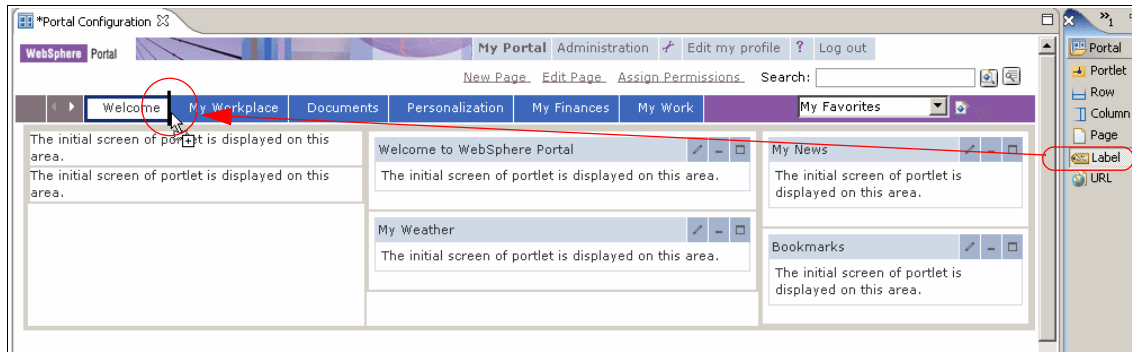 *Portal Configuration
»1
WebSphere Portal
My Portal Administration Edit my profile ? Log out
New Page Edit Page Assign Permissions Search:
Welcome My Workplace Documents Personalization My Finances My Work My Favorites
The initial screen of portlet is displayed on this
area.
The initial screen of portlet is displayed on this
area.
Welcome to WebSphere Portal
The initial screen of portlet is displayed on this area.
My Weather
The initial screen of portlet is displayed on this area.
My News
The initial screen of portlet is
displayed on this area.
Bookmarks
The initial screen of portlet is
displayed on this area.
Portal
Portlet
Row
Column
Page
Label
URL